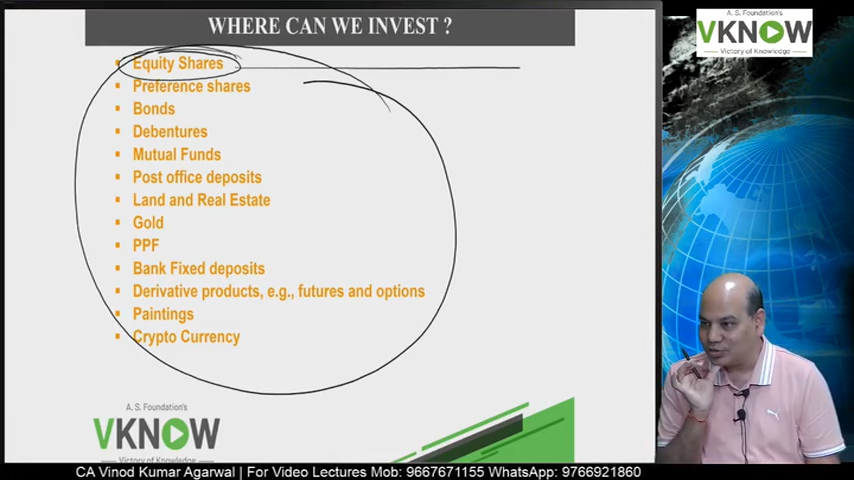 WHERE CAN WE INVEST ?
A. S. Foundation's
VKNOW
Victory of Knowledge
▪ Equity Shares
▪ Preference shares
▪ Bonds
▪ Debentures
▪ Mutual Funds
▪ Post office deposits
▪ Land and Real Estate
▪ Gold
▪ PPF
▪ Bank Fixed deposits
▪ Derivative products, e.g., futures and options
▪ Paintings
▪ Crypto Currency
A. S. Foundation's
VKNOW
Victory of Knowledge
CA Vinod Kumar Agarwal | For Video Lectures Mob: 9667671155 WhatsApp: 9766921860